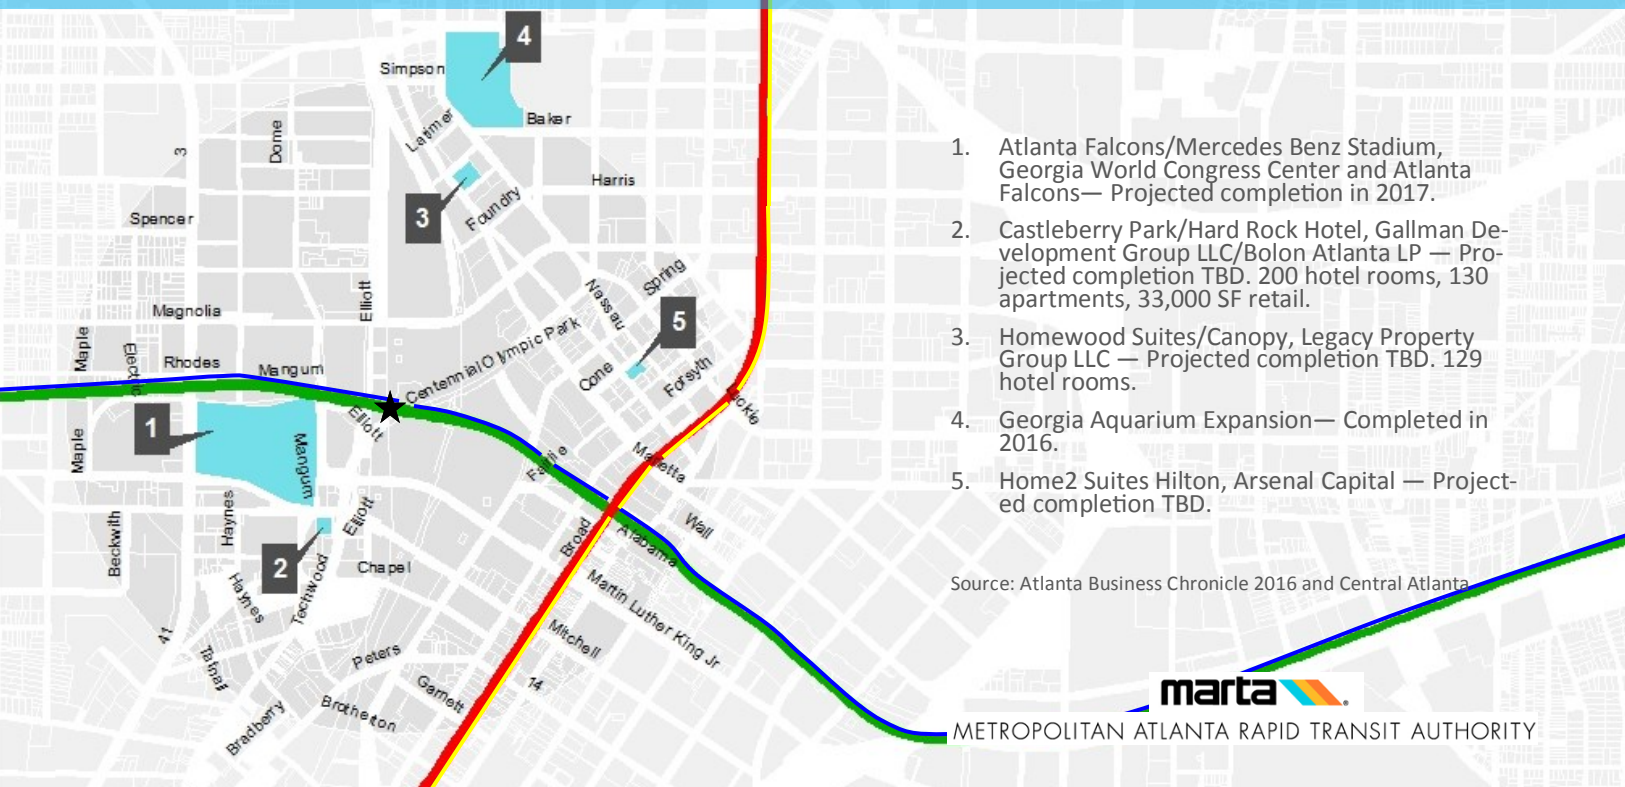 4
Simpson
Latimer
Baker
Dome
3
3
Harris
Foundry
Spencer
Spring
Nassau
Elliott
Magnolia
5
Centennial Olympic Park
Maple
Electric
Rhodes
Mangum
Cone
Forsyth
Luckie
Elliott
1
Maple
Mangum
Fairlie
Marietta
Haynes
Elliott
Beckwith
Broad
Wall
Alabama
2
Chapel
Techwood
Haynes
Martin Luther King Jr
Mitchell
41
Peters
Garnett
14
Brotherton
Bradberry
1. Atlanta Falcons/Mercedes Benz Stadium,
Georgia World Congress Center and Atlanta
Falcons— Projected completion in 2017.
2. Castleberry Park/Hard Rock Hotel, Gallman De-
velopment Group LLC/Bolon Atlanta LP — Pro-
jected completion TBD. 200 hotel rooms, 130
apartments, 33,000 SF retail.
3. Homewood Suites/Canopy, Legacy Property
Group LLC — Projected completion TBD. 129
hotel rooms.
4. Georgia Aquarium Expansion— Completed in
2016.
5. Home2 Suites Hilton, Arsenal Capital — Project-
ed completion TBD.
Source: Atlanta Business Chronicle 2016 and Central Atlanta
marta
METROPOLITAN ATLANTA RAPID TRANSIT AUTHORITY